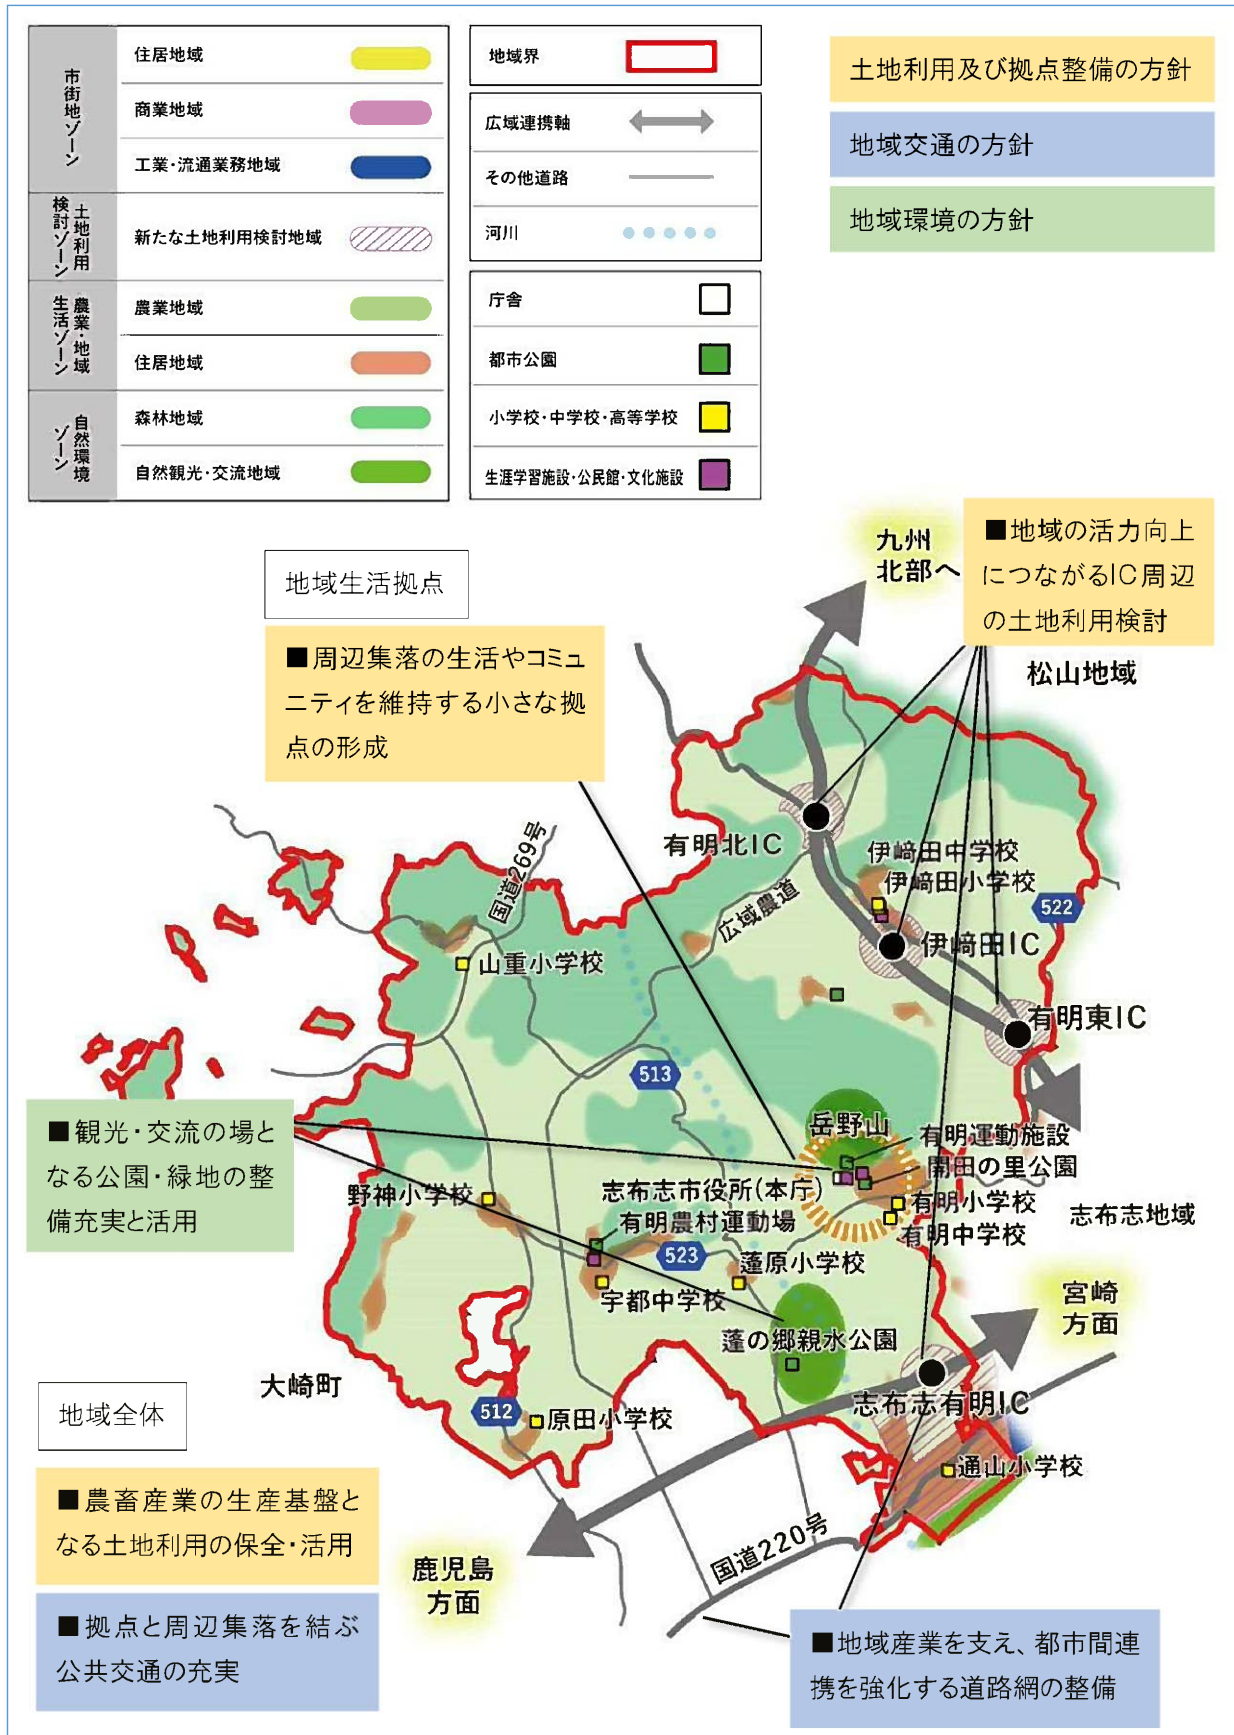 市街地ゾーン
住居地域
商業地域
工業・流通業務地域
土地利用
検討ゾーン
新たな土地利用検討地域
農業・地域
生活ゾーン
農業地域
住居地域
自然環境
ゾーン
森林地域
自然観光・交流地域
地域界
広域連携軸
その他道路
河川
庁舎
都市公園
小学校・中学校・高等学校
生涯学習施設・公民館・文化施設
土地利用及び拠点整備の方針
地域交通の方針
地域環境の方針
九州
北部へ
■地域の活力向上
につながるIC周辺
の土地利用検討
地域生活拠点
■周辺集落の生活やコミュ
ニティを維持する小さな拠
点の形成
松山地域
有明北IC
国道269号
伊﨑田中学校
伊﨑田小学校
広域農道
522
伊﨑田IC
山重小学校
有明東IC
513
岳野山
有明運動施設
開田の里公園
■観光・交流の場と
なる公園・緑地の整
備充実と活用
野神小学校
志布志市役所(本庁)
有明農村運動場
有明小学校
有明中学校
志布志地域
523
蓬原小学校
宇都中学校
宮崎
方面
蓬の郷親水公園
大崎町
志布志有明IC
地域全体
512
原田小学校
通山小学校
■農畜産業の生産基盤と
なる土地利用の保全・活用
国道220号
鹿児島
方面
■拠点と周辺集落を結ぶ
公共交通の充実
■地域産業を支え、都市間連
携を強化する道路網の整備